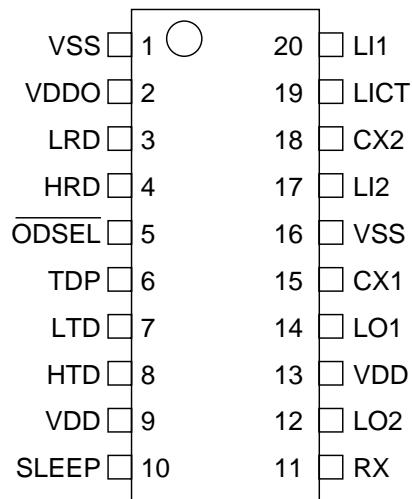 VSS 1 20 LI1
VDDO 2 19 LICT
LRD 3 18 CX2
HRD 4 17 LI2
ODSEL 5 16 VSS
TDP 6 15 CX1
LTD 7 14 LO1
HTD 8 13 VDD
VDD 9 12 LO2
SLEEP 10 11 RX